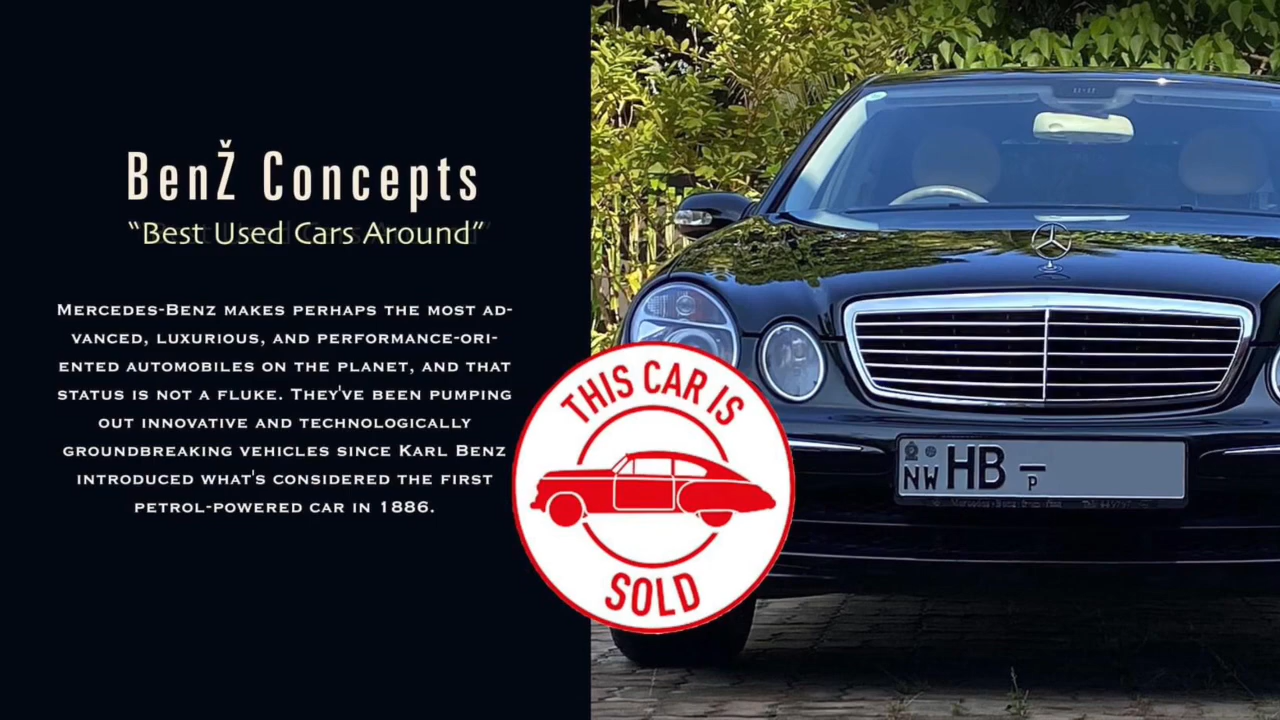 BenŽ Concepts
“Best Used Cars Around”
Mercedes-Benz makes perhaps the most ad-
vanced, luxurious, and performance-ori-
ented automobiles on the planet, and that
status is not a fluke. They've been pumping
out innovative and technologically
groundbreaking vehicles since Karl Benz
introduced what's considered the first
petrol-powered car in 1886.
THIS CAR IS
SOLD
NW HB – P